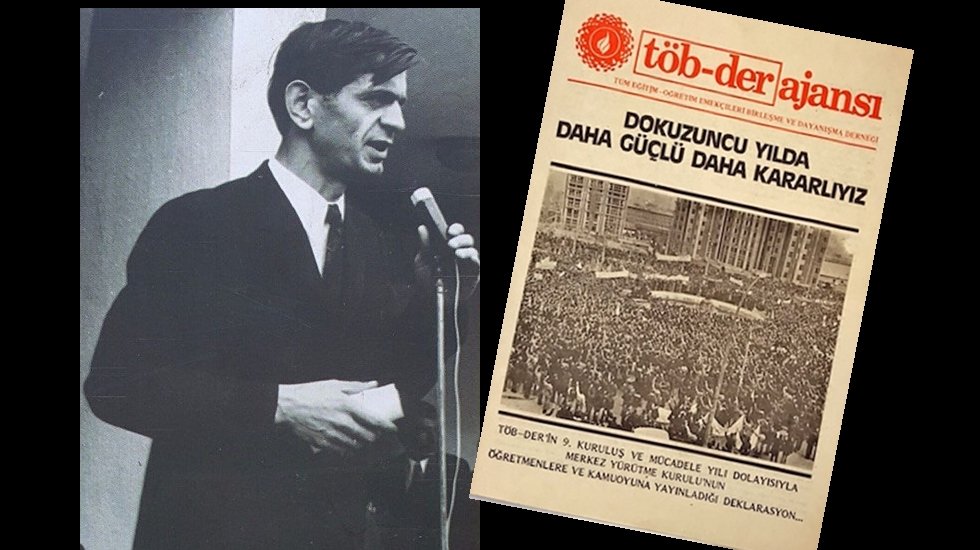 töb-der ajansı
TÜM EĞİTİM-ÖĞRETİM EMEKÇİLERİ BİRLEŞME VE DAYANIŞMA DERNEĞİ
DOKUZUNCU YILDA
DAHA GÜÇLÜ DAHA KARARLIYIZ
TÖB-DER'İN 9. KURULUŞ VE MÜCADELE YILI DOLAYISIYLA
MERKEZ YÜRÜTME KURULU'NUN
ÖĞRETMENLERE VE KAMUOYUNA YAYINLADIĞI DEKLARASYON...